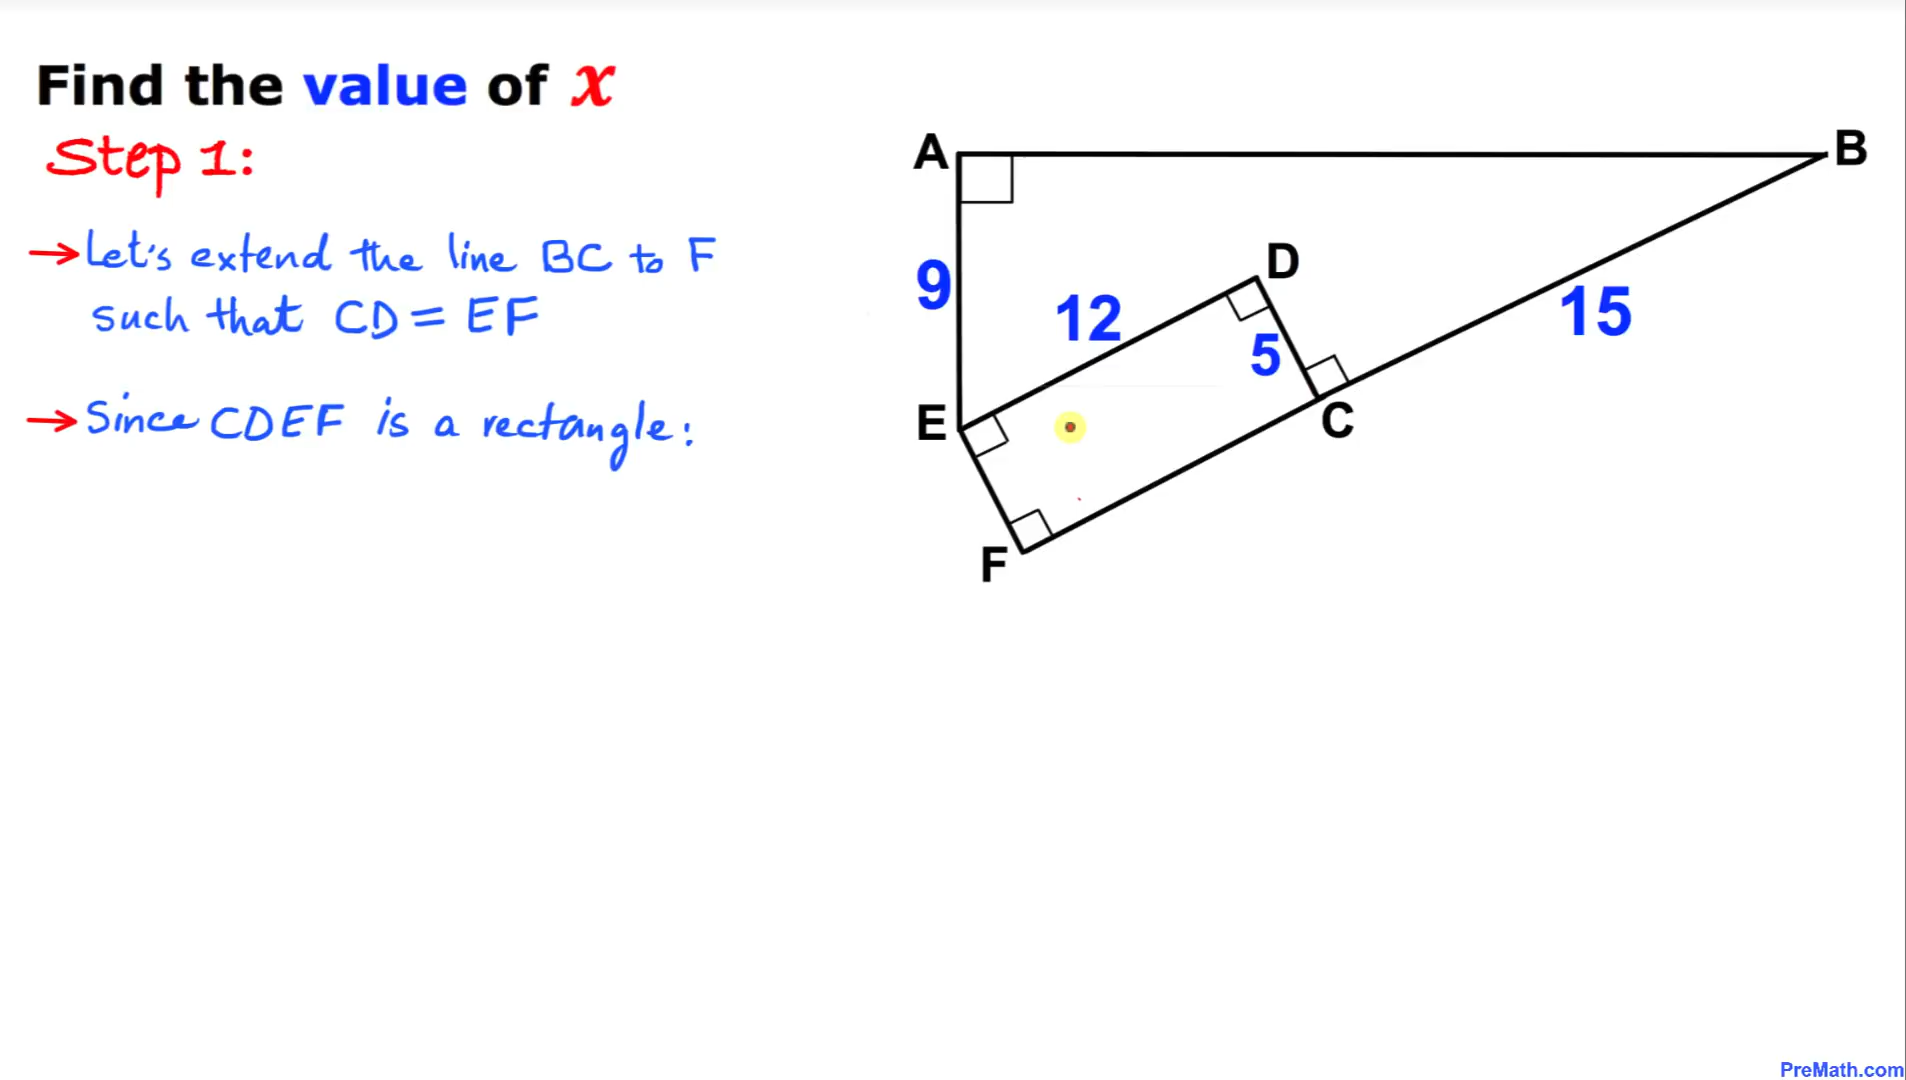 Find the value of x
Step 1:
→ Let's extend the line BC to F
such that CD = EF
→ Since CDEF is a rectangle:
A
B
9
12
D
5
15
E
C
F
PreMath.com